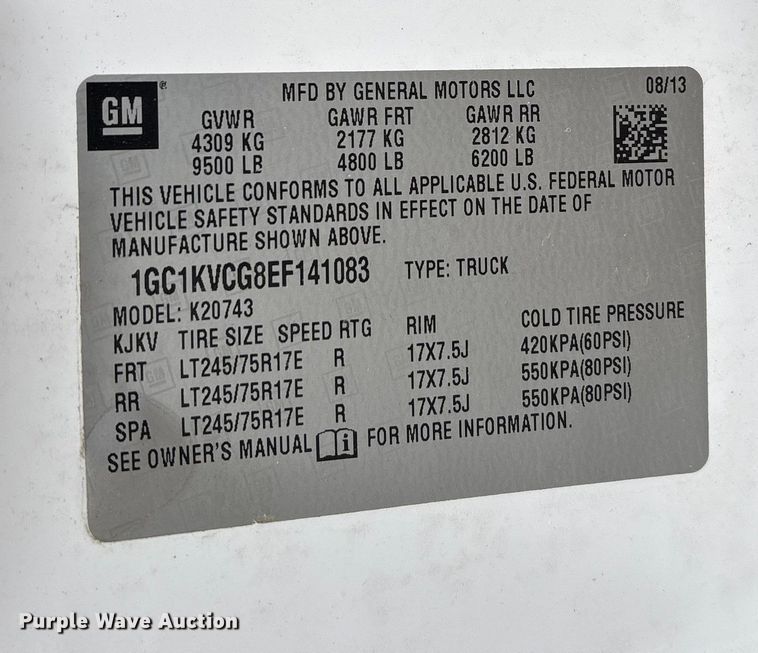 GM ® MFD BY GENERAL MOTORS LLC 08/13
GVWR GAWR FRT GAWR RR
4309 KG 2177 KG 2812 KG
9500 LB 4800 LB 6200 LB
THIS VEHICLE CONFORMS TO ALL APPLICABLE U.S. FEDERAL MOTOR
VEHICLE SAFETY STANDARDS IN EFFECT ON THE DATE OF
MANUFACTURE SHOWN ABOVE.
1GC1KVCG8EF141083 TYPE: TRUCK
MODEL: K20743
KJKV TIRE SIZE SPEED RTG RIM COLD TIRE PRESSURE
FRT LT245/75R17E R 17X7.5J 420KPA(60PSI)
RR LT245/75R17E R 17X7.5J 550KPA(80PSI)
SPA LT245/75R17E R 17X7.5J 550KPA(80PSI)
SEE OWNER'S MANUAL i FOR MORE INFORMATION.
Purple Wave Auction